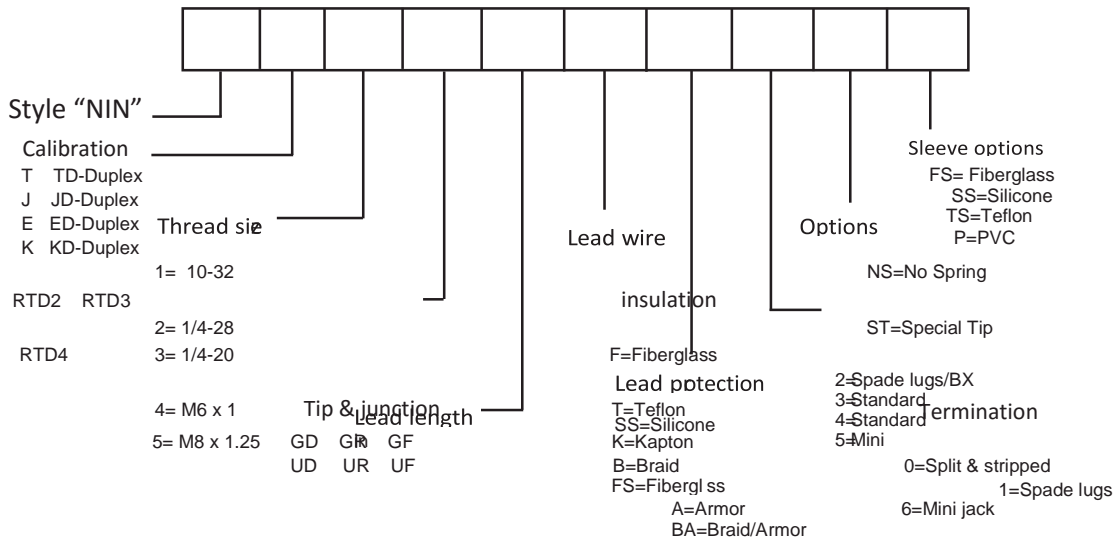 Style “NIN”
Calibration
T TD-Duplex
J JD-Duplex
E ED-Duplex
K KD-Duplex
RTD2 RTD3
RTD4
Thread size
1= 10-32
2= 1/4-28
3= 1/4-20
4= M6 x 1
5= M8 x 1.25
Tip & junction
GD GR GF
UD UR UF
Lead length
Lead wire
insulation
F=Fiberglass
T=Teflon
K=Kapton
Lead protection
SS=Silicone
B=Braid
FS=Fiberglass
A=Armor
BA=Braid/Armor
Termination
0=Split & stripped
1=Spade lugs
2=Spade lugs/BX
3=Standard
4=Standard
5=Mini
6=Mini jack
Options
NS=No Spring
ST=Special Tip
Sleeve options
FS= Fiberglass
SS=Silicone
TS=Teflon
P=PVC